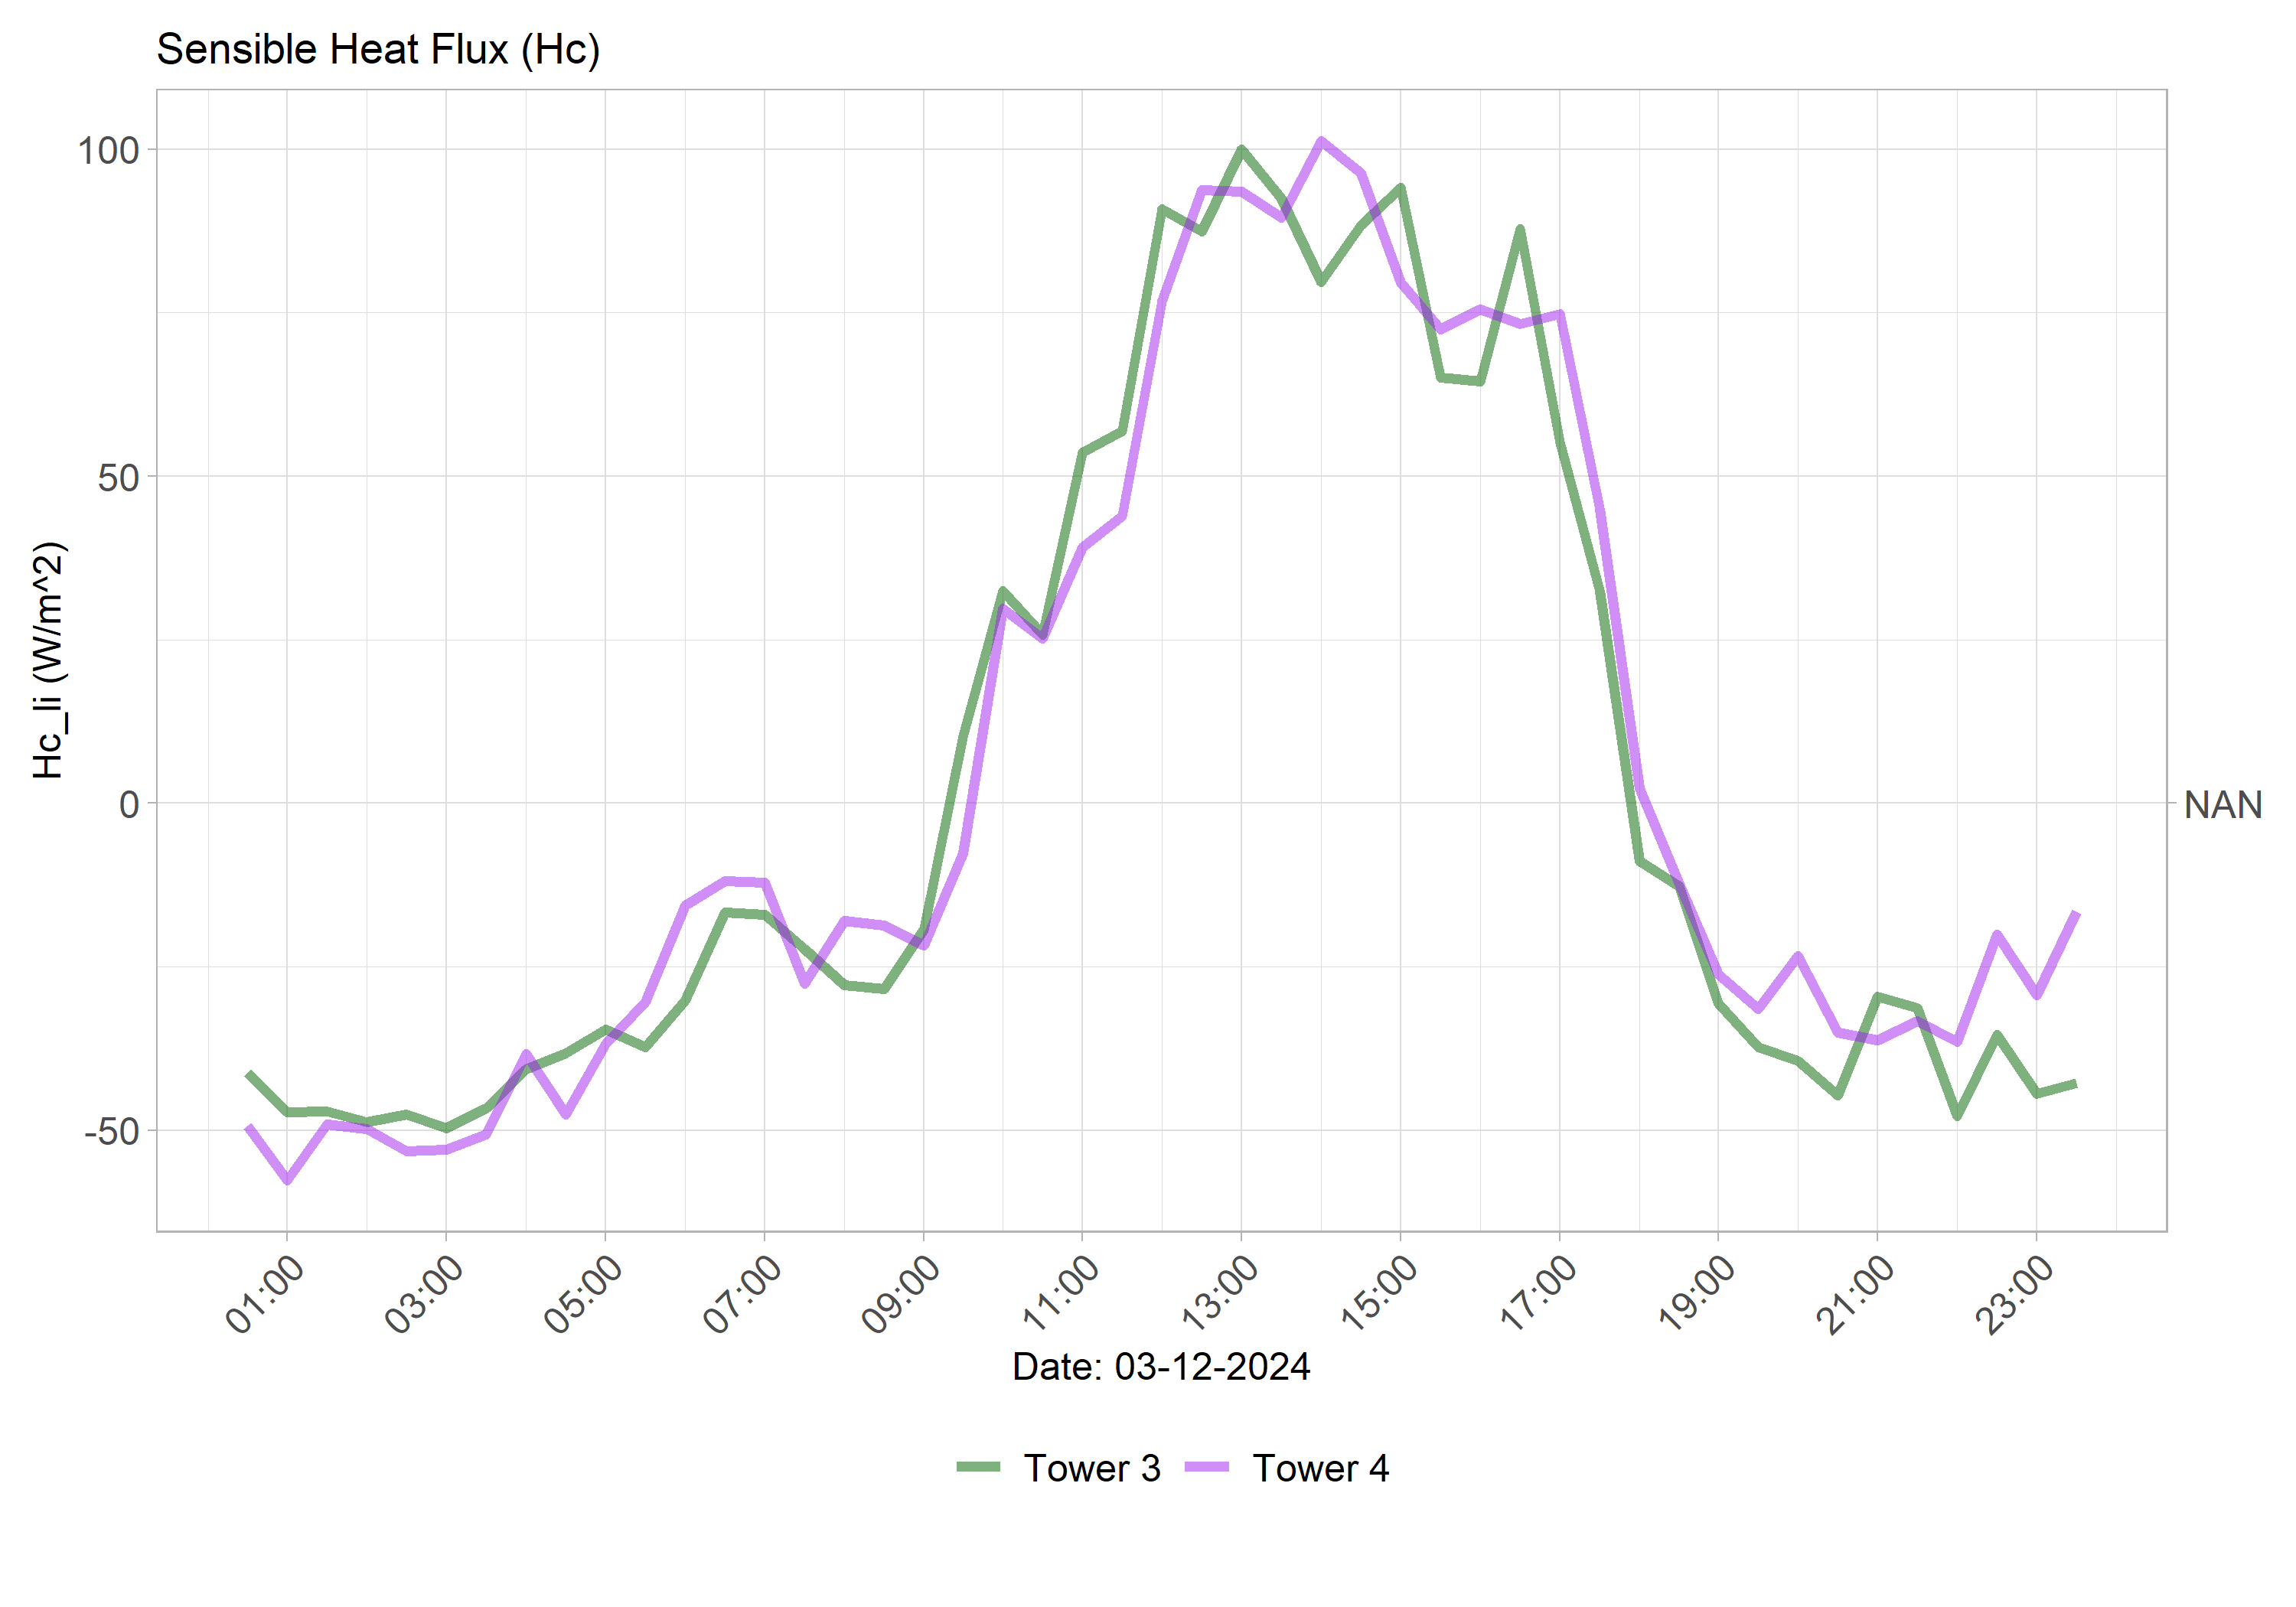 Sensible Heat Flux (Hc)
100
50
0
-50
Hc_li (W/m^2)
NAN
01:00 03:00 05:00 07:00 09:00 11:00 13:00 15:00 17:00 19:00 21:00 23:00
Date: 03-12-2024
Tower 3 Tower 4